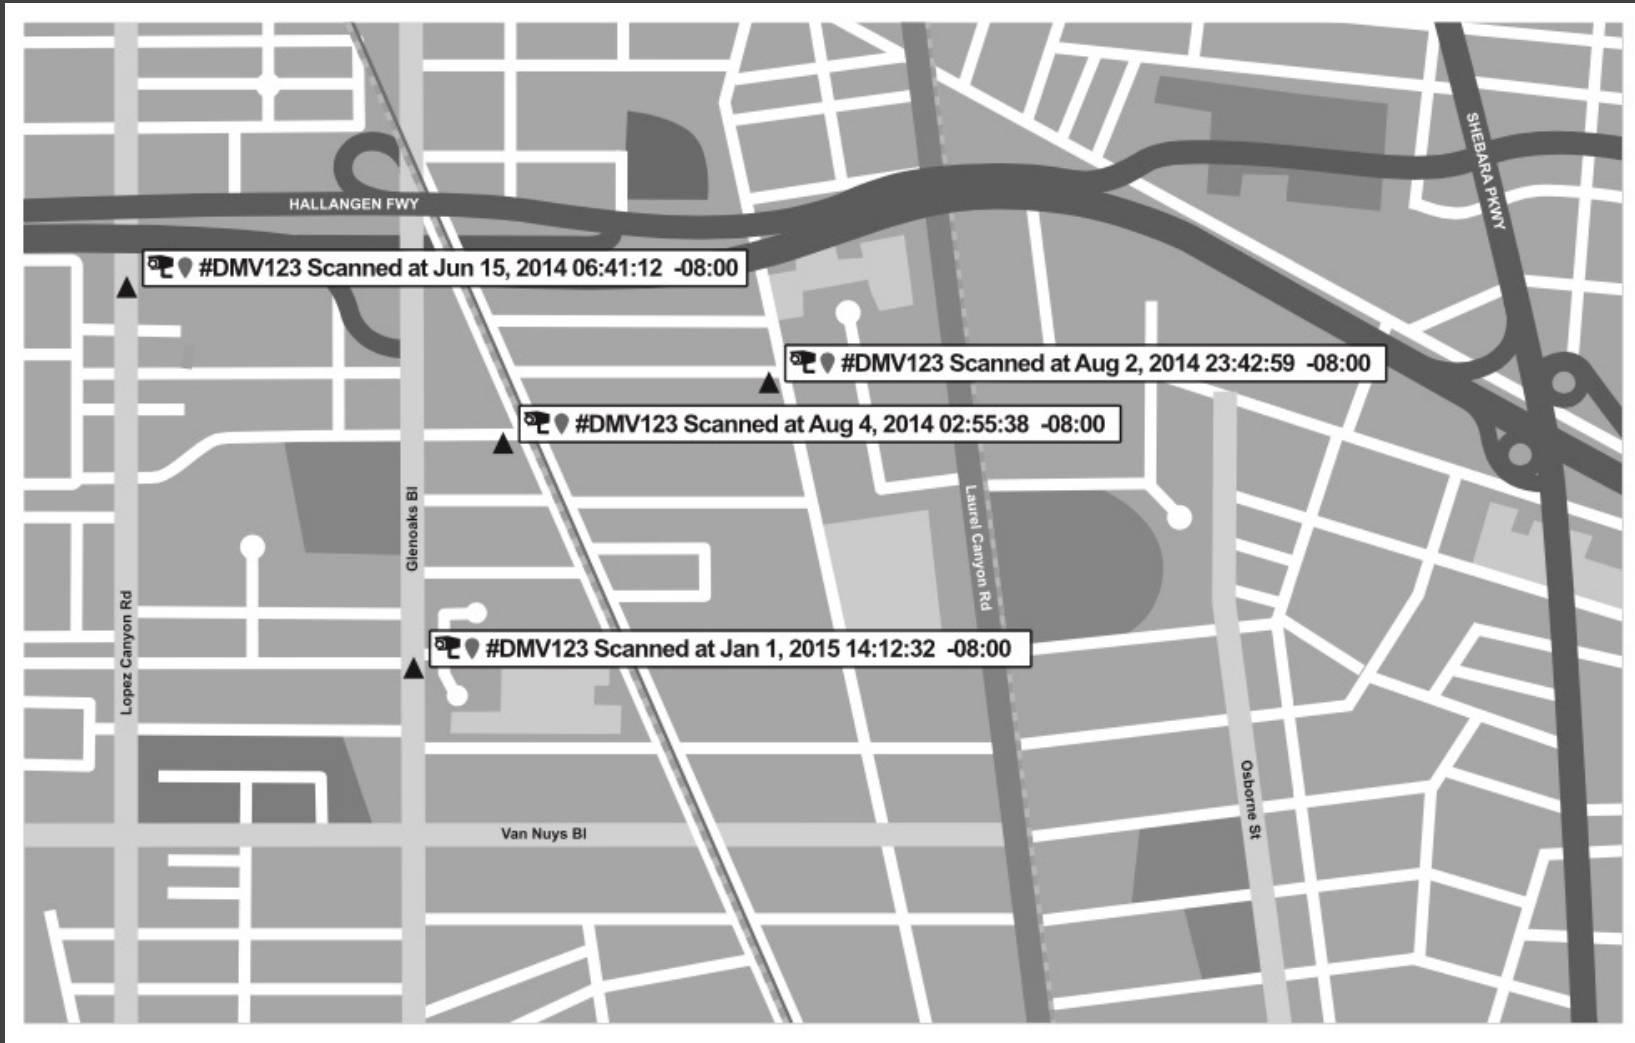 SHEBARA PKWY
HALLANGEN FWY
#DMV123 Scanned at Jun 15, 2014 06:41:12 -08:00
#DMV123 Scanned at Aug 2, 2014 23:42:59 -08:00
#DMV123 Scanned at Aug 4, 2014 02:55:38 -08:00
Glenoaks Bl
Laurel Canyon Rd
Lopez Canyon Rd
#DMV123 Scanned at Jan 1, 2015 14:12:32 -08:00
Osborne St
Van Nuys Bl